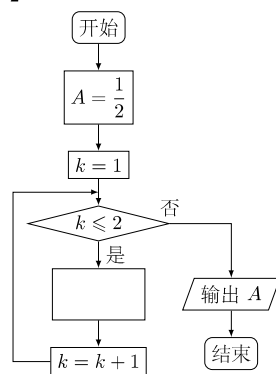 开始
A = 1/2
k = 1
k ⩽ 2
否
是
输出 A
k = k + 1
结束